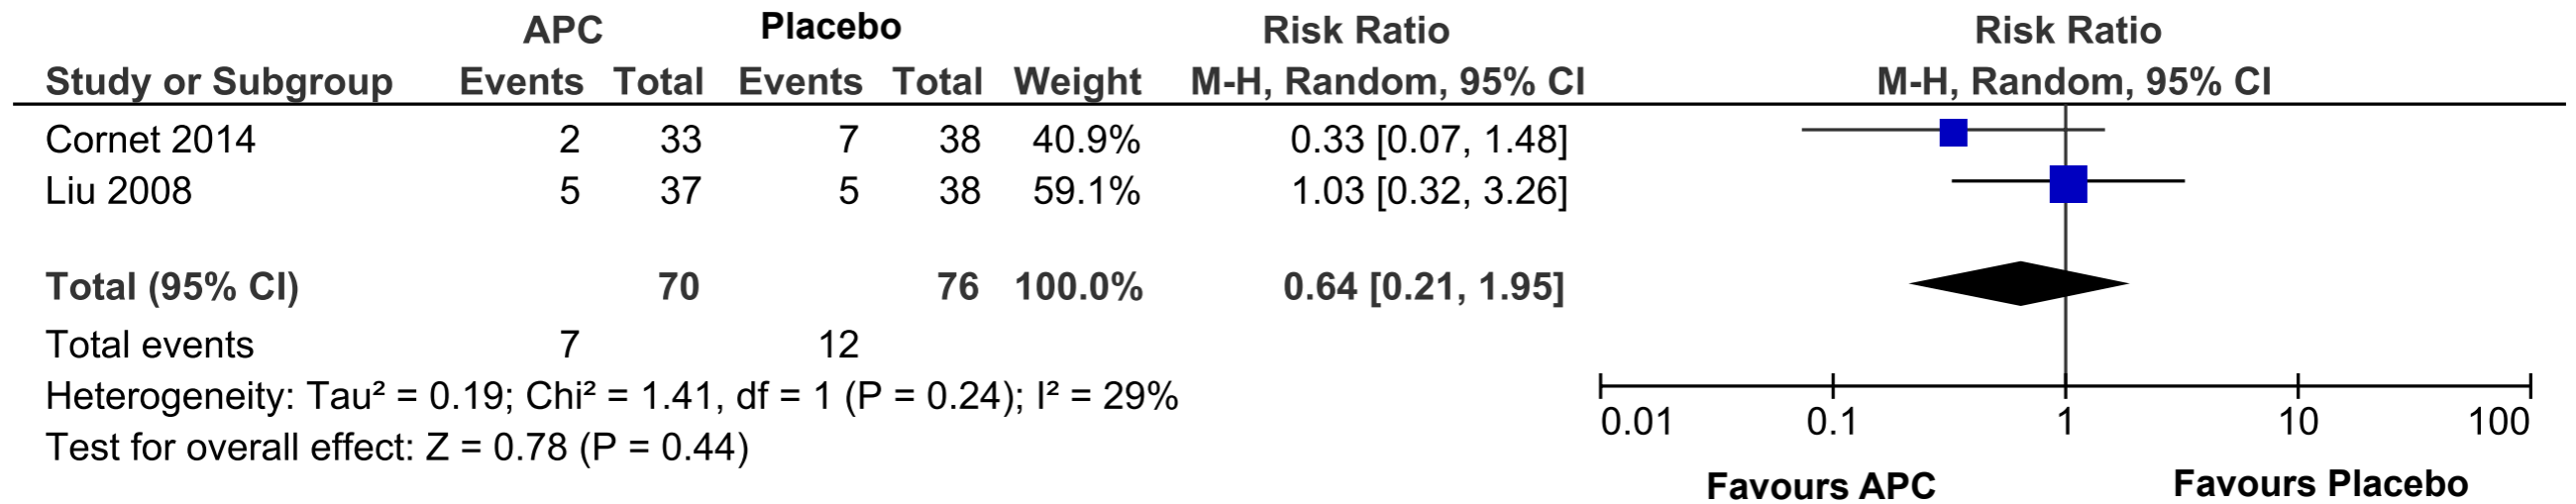 APC Placebo Risk Ratio Risk Ratio
Study or Subgroup Events Total Events Total Weight M-H, Random, 95% CI M-H, Random, 95% CI
Cornet 2014 2 33 7 38 40.9% 0.33 [0.07, 1.48]
Liu 2008 5 37 5 38 59.1% 1.03 [0.32, 3.26]
Total (95% CI) 70 76 100.0% 0.64 [0.21, 1.95]
Total events 7 12
Heterogeneity: Tau² = 0.19; Chi² = 1.41, df = 1 (P = 0.24); I² = 29%
Test for overall effect: Z = 0.78 (P = 0.44)
0.01 0.1 1 10 100
Favours APC Favours Placebo